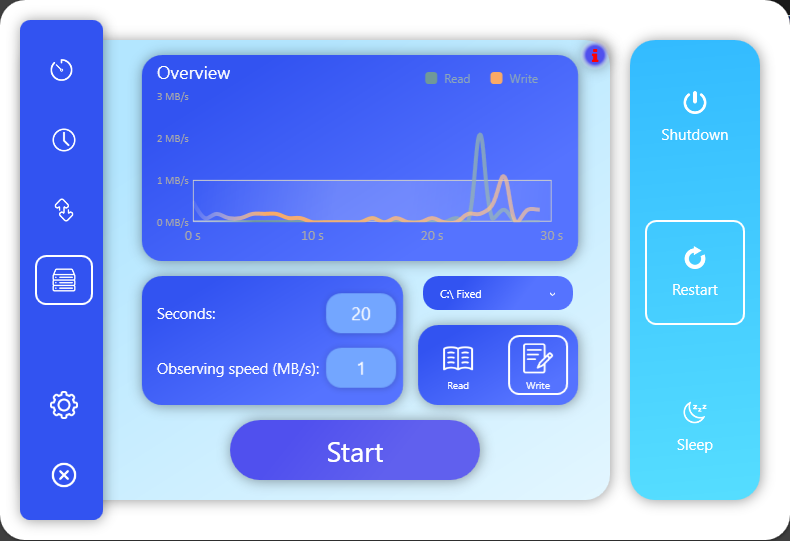 Overview
Read
Write
3 MB/s
2 MB/s
1 MB/s
0 MB/s
0 s
10 s
20 s
30 s
Seconds:
20
Observing speed (MB/s):
1
C:\ Fixed
Read
Write
Start
Shutdown
Restart
Sleep